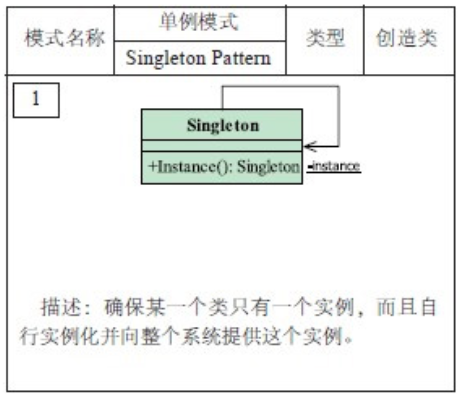 模式名称
单例模式
Singleton Pattern
类型
创造类
1
Singleton
+Instance(): Singleton
-instance
描述：确保某一个类只有一个实例，而且自
行实例化并向整个系统提供这个实例。